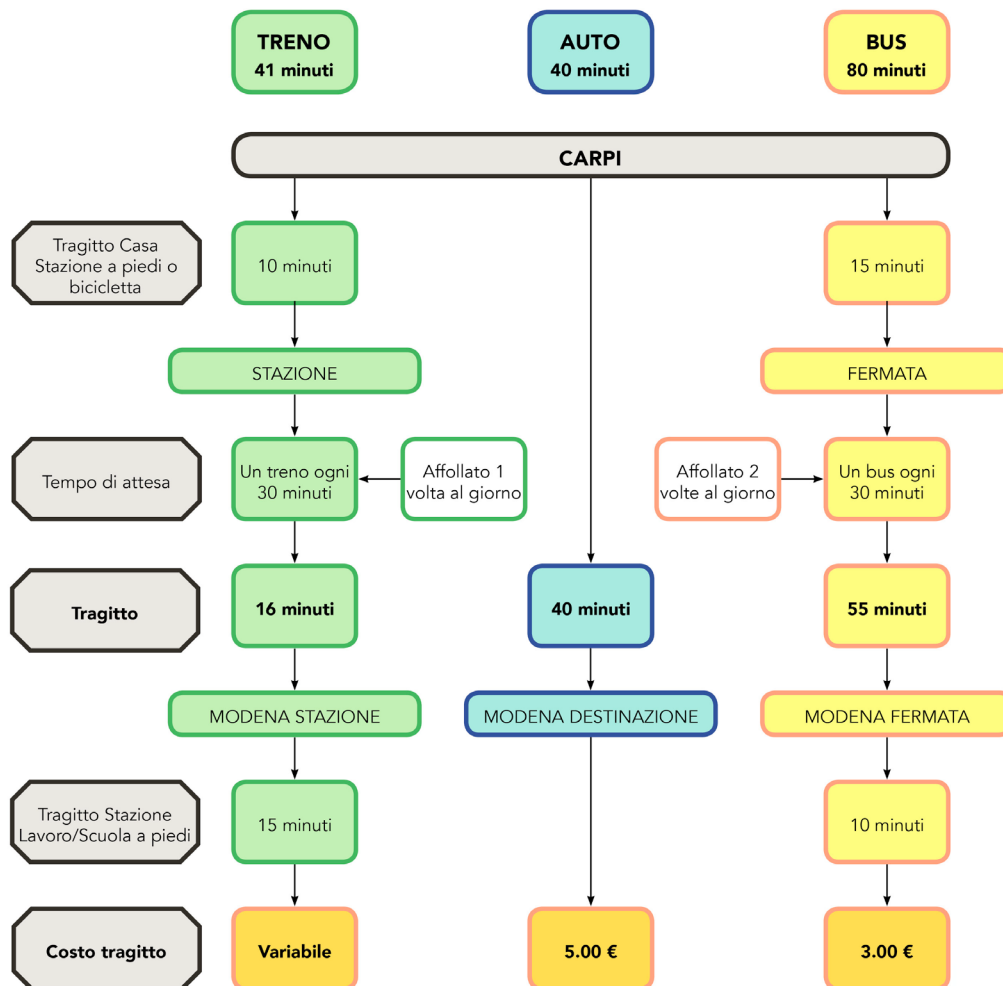 TRENO
41 minuti
AUTO
40 minuti
BUS
80 minuti
CARPI
Tragitto Casa
Stazione a piedi o
bicicletta
10 minuti
15 minuti
STAZIONE
FERMATA
Tempo di attesa
Un treno ogni
30 minuti
Affollato 1
volta al giorno
Affollato 2
volte al giorno
Un bus ogni
30 minuti
Tragitto
16 minuti
40 minuti
55 minuti
MODENA STAZIONE
MODENA DESTINAZIONE
MODENA FERMATA
Tragitto Stazione
Lavoro/Scuola a piedi
15 minuti
10 minuti
Costo tragitto
Variabile
5.00 €
3.00 €